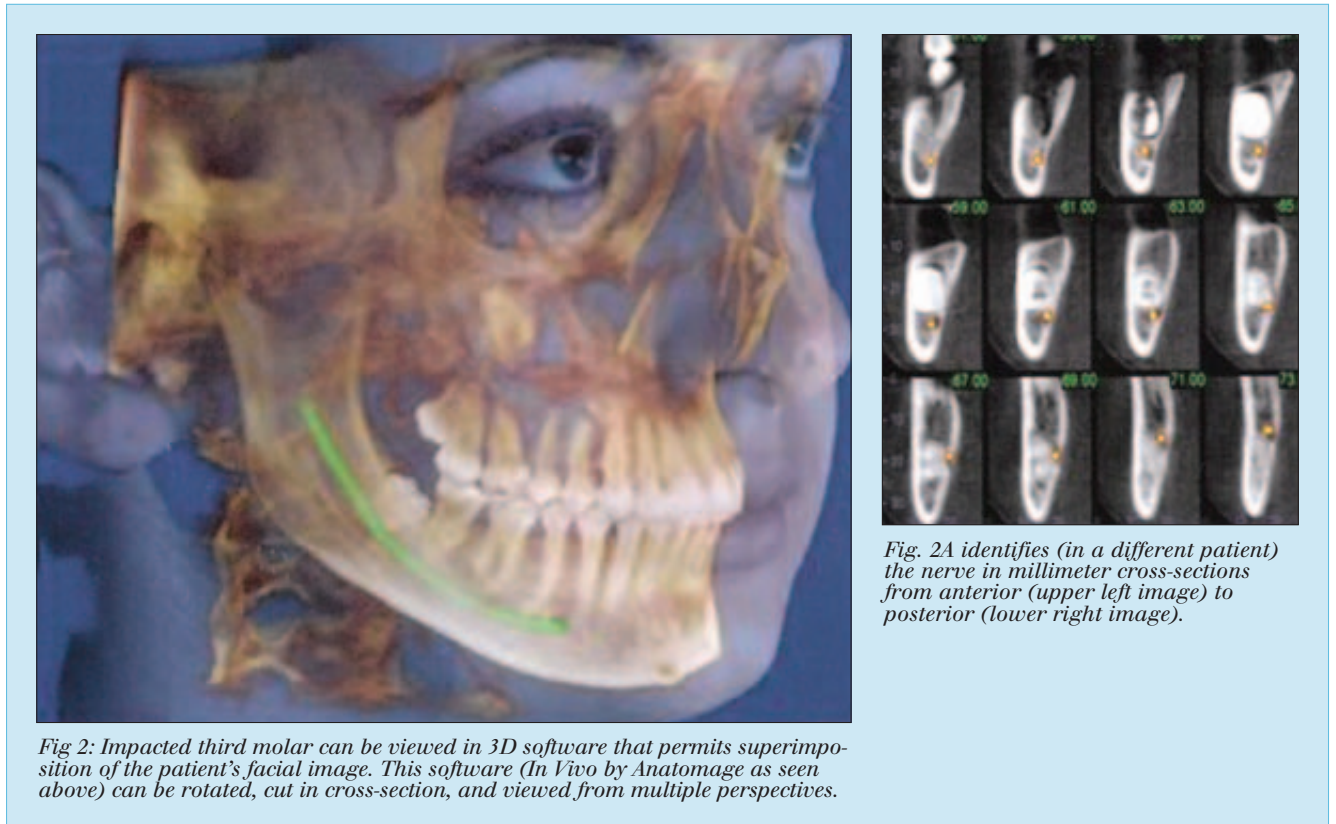 59.00
61.00
63.00
65
67.00
69.00
71.00
73
Fig. 2A identifies (in a different patient)
the nerve in millimeter cross-sections
from anterior (upper left image) to
posterior (lower right image).
Fig 2: Impacted third molar can be viewed in 3D software that permits superimpo-
sition of the patient's facial image. This software (In Vivo by Anatomage as seen
above) can be rotated, cut in cross-section, and viewed from multiple perspectives.